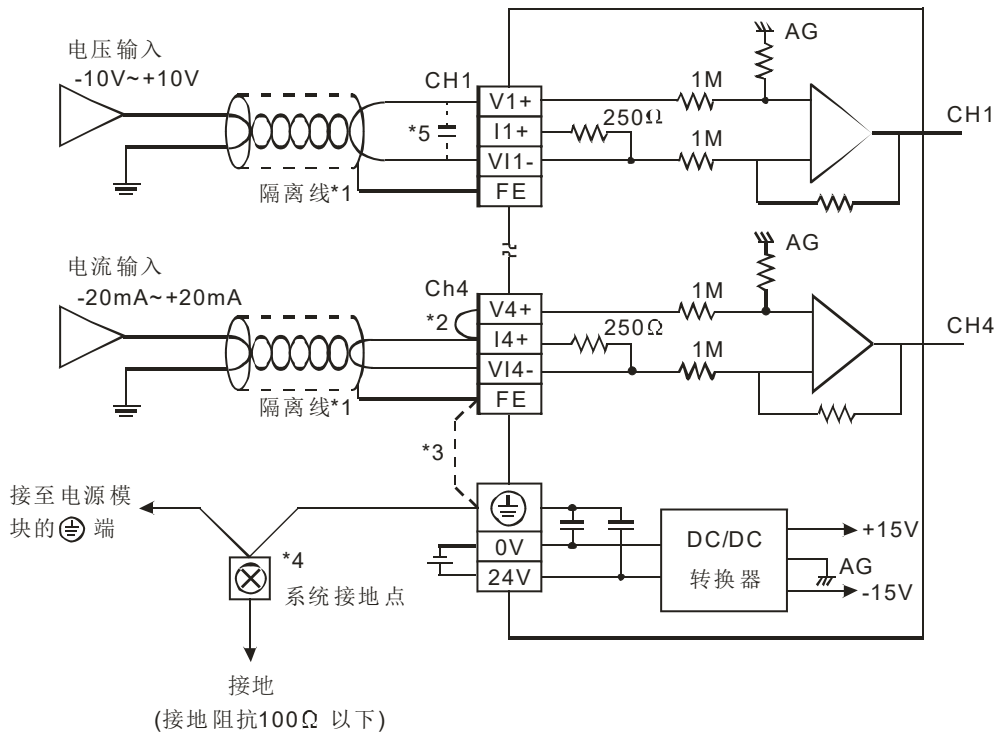 电压输入
-10V~+10V
CH1
*5
V1+
I1+
VI1-
FE
隔离线*1
250Ω
1M
1M
AG
CH1
电流输入
-20mA~+20mA
Ch4
*2
V4+
I4+
VI4-
FE
隔离线*1
250Ω
1M
1M
AG
CH4
*3
接至电源模
块的 端
*4
系统接地点
接地
(接地阻抗100Ω 以下)
0V
24V
DC/DC
转换器
+15V
AG
-15V